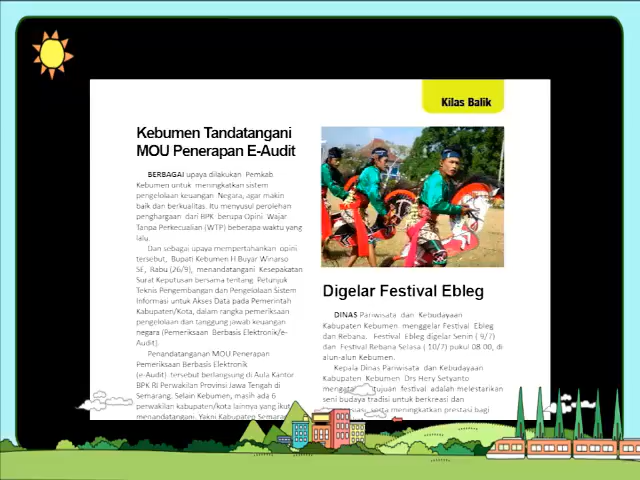 Kilas Balik
Kebumen Tandatangani
MOU Penerapan E-Audit
BERBAGAI upaya dilakukan Pemkab
Kebumen untuk meningkatkan sistem
pengelolaan keuangan Negara, agar makin
baik dan berkualitas. Itu menyusul perolehan
penghargaan dari BPK berupa Opini Wajar
Tanpa Perkecualian (WTP) beberapa waktu yang
lalu.
Dan sebagai upaya mempertahankan opini
tersebut, Bupati Kebumen H Buyar Winarso
SE, Rabu (26/9), menandatangani Kesepakatan
Surat Keputusan bersama tentang Petunjuk
Teknis Pengembangan dan Pengelolaan Sistem
Informasi untuk Akses Data pada Pemerintah
Kabupaten/Kota, dalam rangka pemeriksaan
pengelolaan dan tanggung jawab keuangan
negara (Pemeriksaan Berbasis Elektronik/e-
Audit).
Penandatanganan MOU Penerapan
Pemeriksaan Berbasis Elektronik
(e-Audit) tersebut berlangsung di Aula Kantor
BPK RI Perwakilan Provinsi Jawa Tengah di
Semarang. Selain Kebumen, masih ada 6
perwakilan kabupaten/kota lainnya yang ikut
menandatangani. Yakni Kabupaten Semarang
Digelar Festival Ebleg
DINAS Pariwisata dan Kebudayaan
Kabupaten Kebumen menggelar Festival Ebleg
dan Rebana. Festival Ebleg digelar Senin ( 9/7)
dan Festival Rebana Selasa ( 10/7) pukul 08.00, di
alun-alun Kebumen.
Kepala Dinas Pariwisata dan Kebudayaan
Kabupaten Kebumen Drs Hery Setyanto
tujuan festival adalah melestarikan
seni budaya tradisi untuk berkreasi dan
serta meningkatkan prestasi bagi